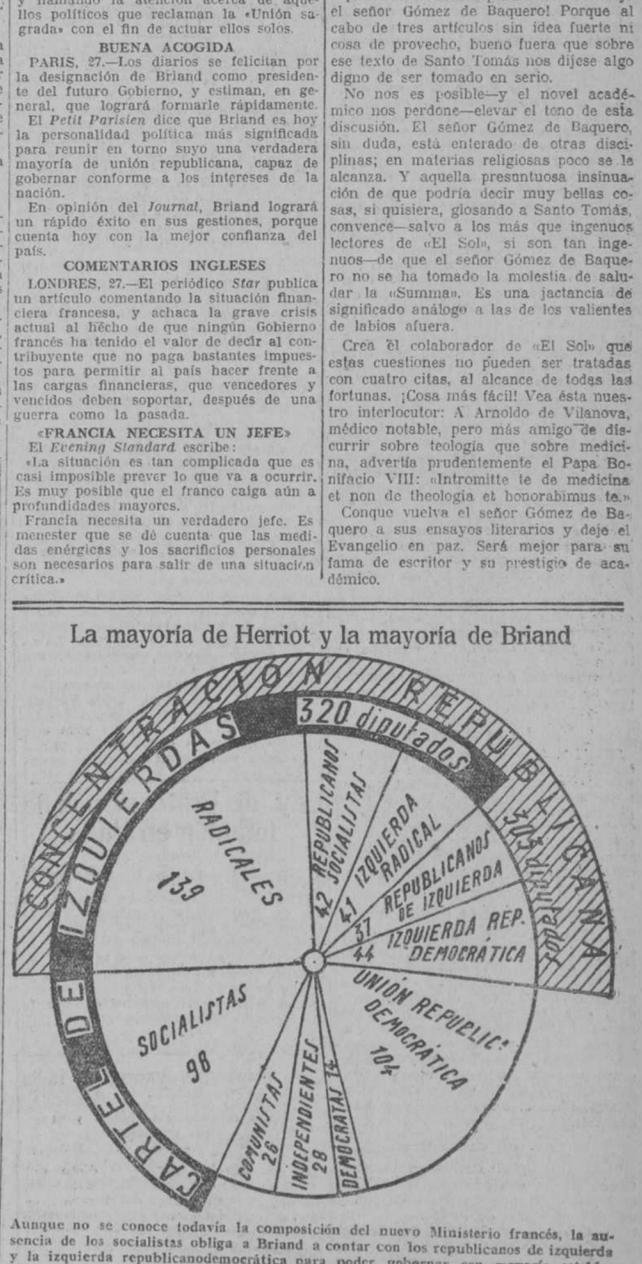 llos políticos que reclaman la «Unión sa-
grada» con el fin de actuar ellos solos.
BUENA ACOGIDA
PARIS, 27.—Los diarios se felicitan por
la designación de Briand como presiden-
te del futuro Gobierno, y estiman, en ge-
neral, que logrará formarle rápidamente.
El Petit Parisien dice que Briand es hoy
la personalidad política más significada
para reunir en torno suyo una verdadera
mayoría de unión republicana, capaz de
gobernar conforme a los intereses de la
nación.
En opinión del Journal, Briand logrará
un rápido éxito en sus gestiones, porque
cuenta hoy con la mejor confianza del
país.
COMENTARIOS INGLESES
LONDRES, 27.—El periódico Star publica
un artículo comentando la situación finan-
ciera francesa, y achaca la grave crisis
actual al hecho de que ningún Gobierno
francés ha tenido el valor de decir al con-
tribuyente que no paga bastantes impues-
tos para permitir al país hacer frente a
las cargas financieras, que vencedores y
vencidos deben soportar, después de una
guerra como la pasada.
«FRANCIA NECESITA UN JEFE»
El Evening Standard escribe:
«La situación es tan complicada que es
casi imposible prever lo que va a ocurrir.
Es muy posible que el franco caiga aún a
profundidades mayores.
Francia necesita un verdadero jefe. Es
menester que se dé cuenta que las medi-
das enérgicas y los sacrificios personales
son necesarios para salir de una situación
crítica.»
el señor Gómez de Baquero! Porque al
cabo de tres artículos sin idea fuerte ni
cosa de provecho, bueno fuera que sobre
ese texto de Santo Tomás nos dijese algo
digno de ser tomado en serio.
No nos es posible—y el novel acadé-
mico nos perdone—elevar el tono de esta
discusión. El señor Gómez de Baquero,
sin duda, está enterado de otras disci-
plinas; en materias religiosas poco se le
alcanza. Y aquella presuntuosa insinua-
ción de que podría decir muy bellas co-
sas, si quisiera, glosando a Santo Tomás,
convence—salvo a los más que ingenuos
lectores de «El Sol», si son tan inge-
nuos—de que el señor Gómez de Baque-
ro no se ha tomado la molestia de salu-
dar la «Summa». Es una jactancia de
significado análogo a las de los valientes
de labios afuera.
Crea el colaborador de «El Sol» que
estas cuestiones no pueden ser tratadas
con cuatro citas, al alcance de todas las
fortunas. ¡Cosa más fácil! Vea ésta nues-
tro interlocutor: A Arnoldo de Vilanova,
médico notable, pero más amigo de dis-
currir sobre teología que sobre medici-
na, advertía prudentemente el Papa Bo-
nifacio VIII: «Intromitte te de medicina
et non de theologia et honorabimus te.»
Conque vuelva el señor Gómez de Ba-
quero a sus ensayos literarios y deje el
Evangelio en paz. Será mejor para su
fama de escritor y su prestigio de aca-
démico.
La mayoría de Herriot y la mayoría de Briand
CONCENTRACIÓN REPUBLICANA
303 diputados
CARTEL DE IZQUIERDAS
320 diputados
RADICALES
139
REPUBLICANOS
SOCIALISTAS
42
IZQUIERDA
RADICAL
41
REPUBLICANOS
DE IZQUIERDA
37
IZQUIERDA REP.
DEMOCRÁTICA
44
UNIÓN REPUBLIC.
DEMOCRÁTICA
104
DEMOCRATAS 14
INDEPENDIENTES
28
COMUNISTAS
26
SOCIALISTAS
98
Aunque no se conoce todavía la composición del nuevo Ministerio francés, la au-
sencia de los socialistas obliga a Briand a contar con los republicanos de izquierda
y la izquierda republicanodemocrática para poder